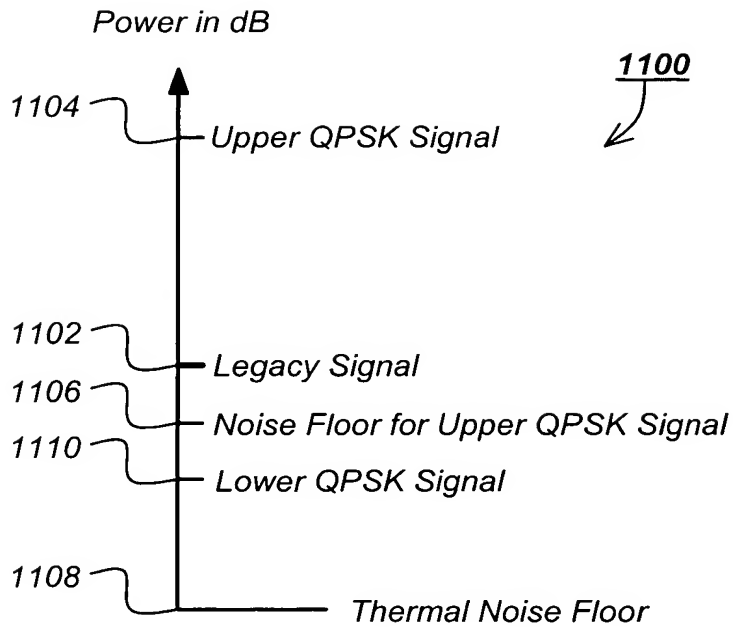 Power in dB
1100
1104
Upper QPSK Signal
1102
Legacy Signal
1106
Noise Floor for Upper QPSK Signal
1110
Lower QPSK Signal
1108
Thermal Noise Floor